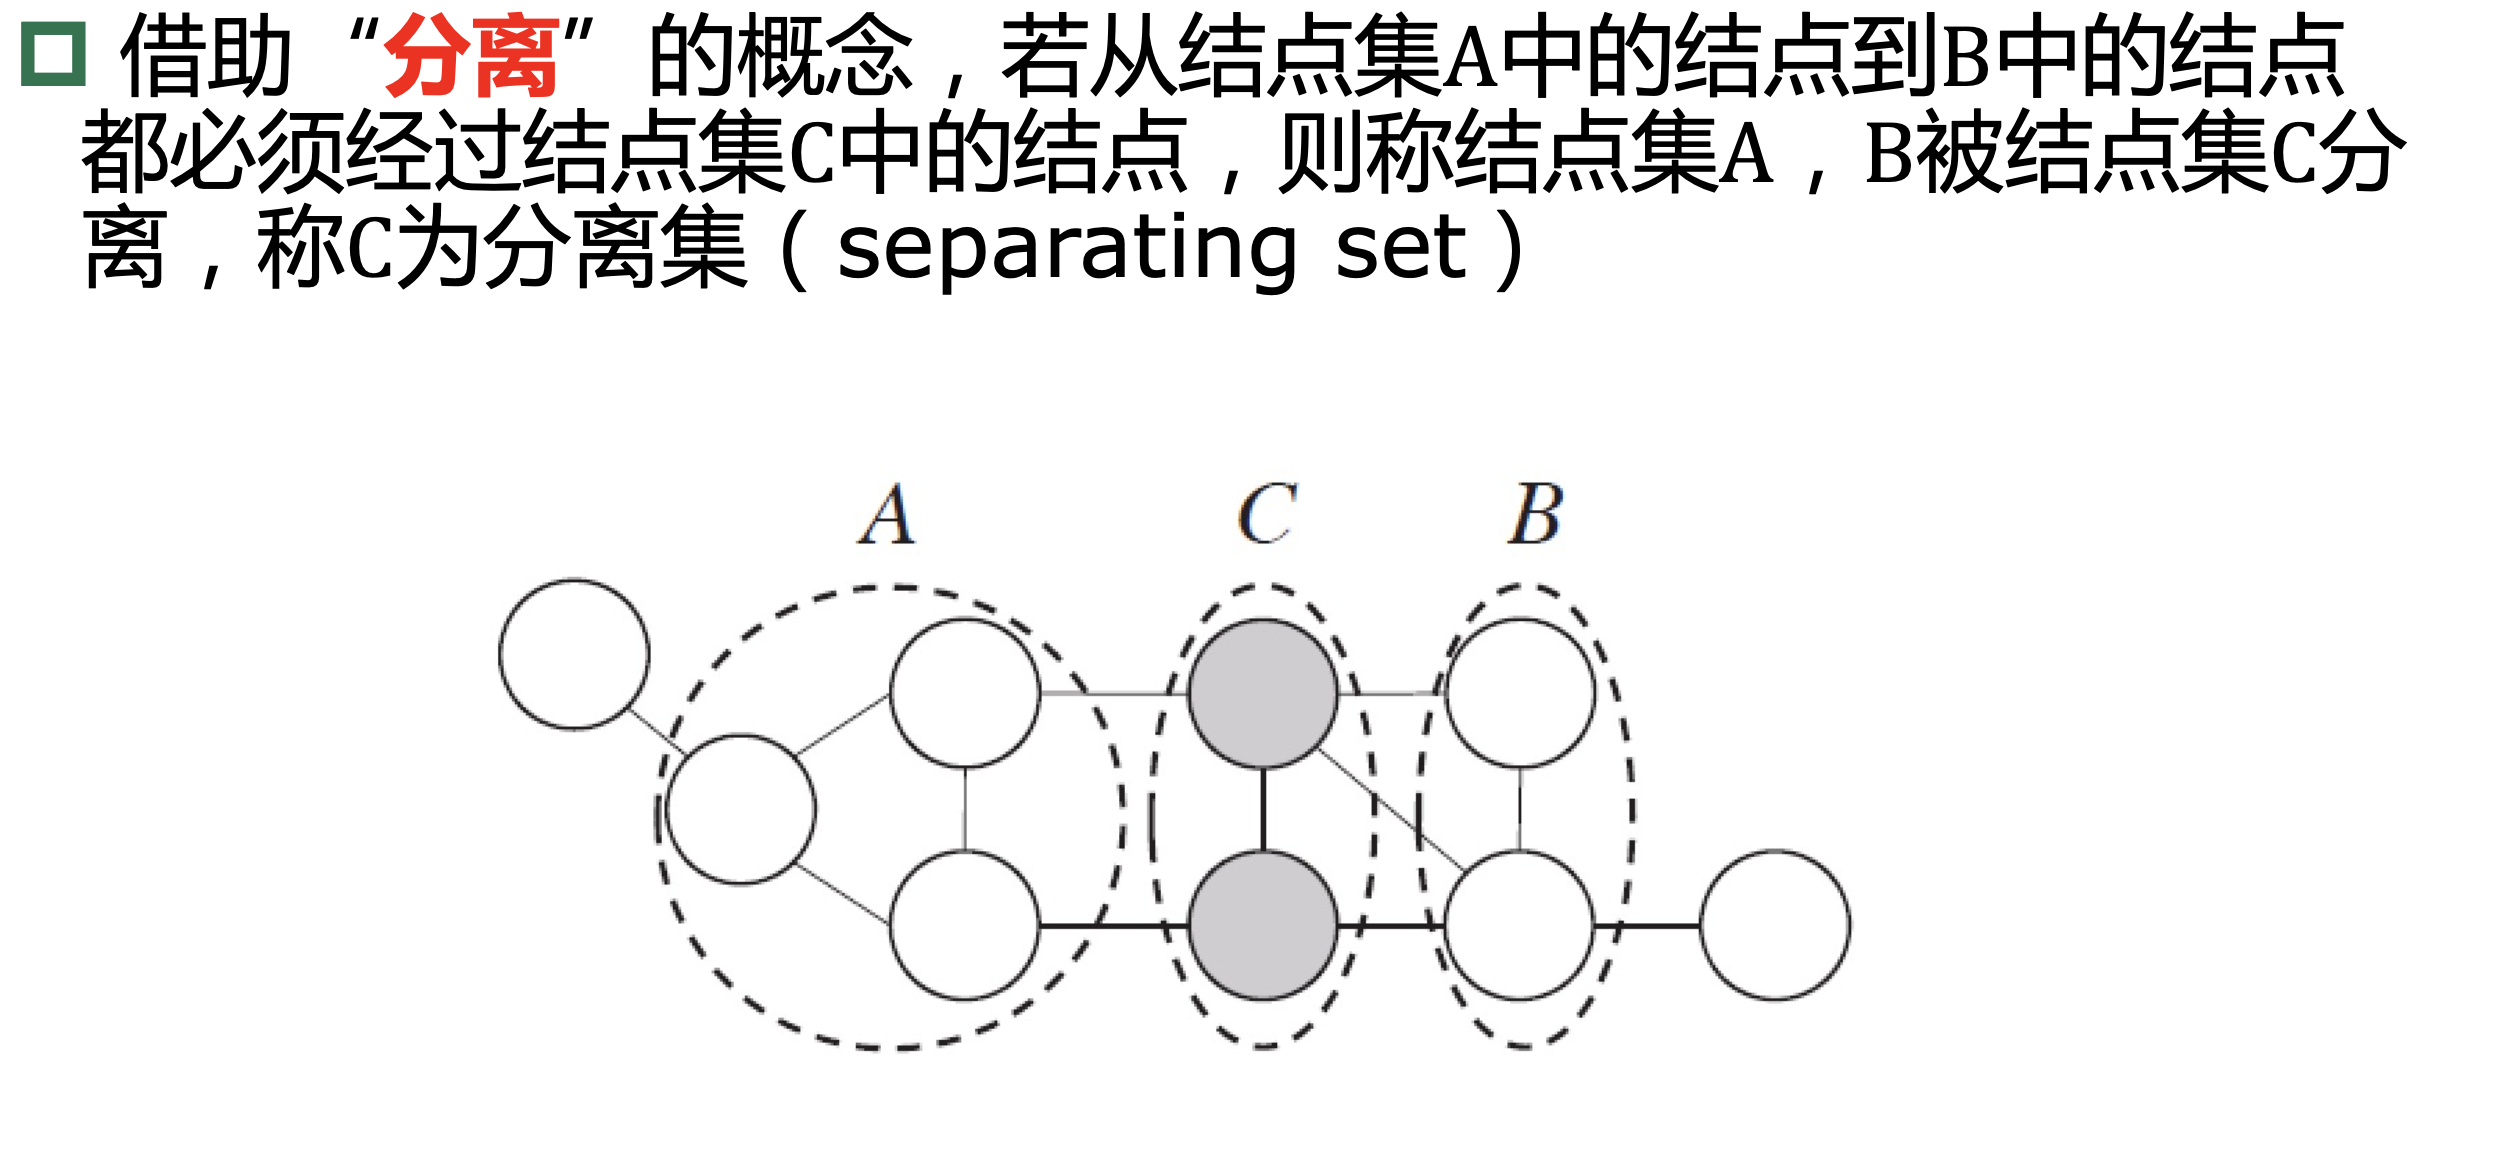 借助“分离”的概念，若从结点集A中的结点到B中的结点
都必须经过结点集C中的结点，则称结点集A，B被结点集C分
离，称C为分离集（separating set）
A C B